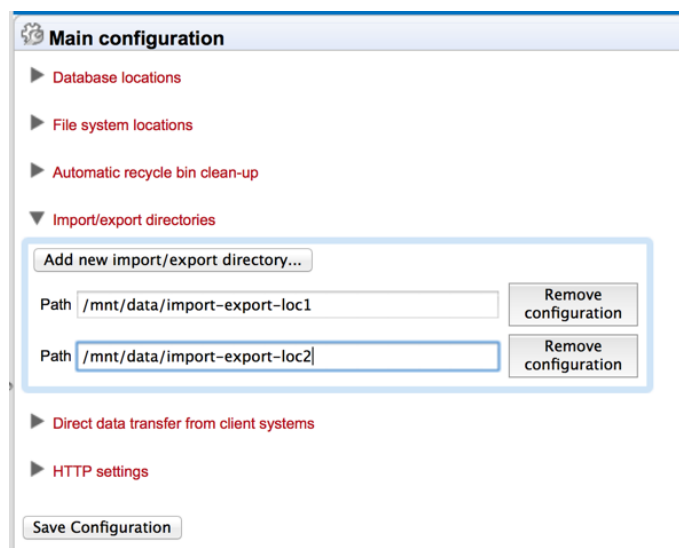 Main configuration
Database locations
File system locations
Automatic recycle bin clean-up
Import/export directories
Add new import/export directory...
Path /mnt/data/import-export-loc1 Remove
configuration
Path /mnt/data/import-export-loc2 Remove
configuration
Direct data transfer from client systems
HTTP settings
Save Configuration